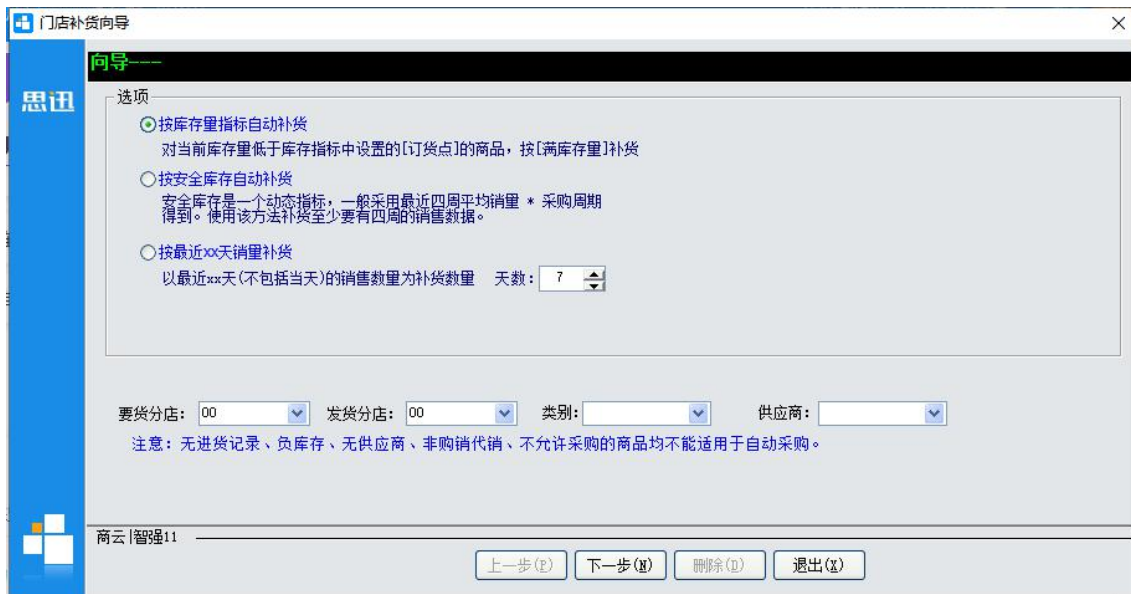 门店补货向导
向导---
思迅
选项
按库存量指标自动补货
对当前库存量低于库存指标中设置的[订货点]的商品，按[满库存量]补货
按安全库存自动补货
安全库存是一个动态指标，一般采用最近四周平均销量 * 采购周期
得到。使用该方法补货至少要有四周的销售数据。
按最近xx天销量补货
以最近xx天(不包括当天)的销售数量为补货数量 天数: 7
要货分店: 00 发货分店: 00 类别: 供应商:
注意: 无进货记录、负库存、无供应商、非购销代销、不允许采购的商品均不能适用于自动采购。
商云|智强11
上一步(P) 下一步(N) 删除(D) 退出(X)